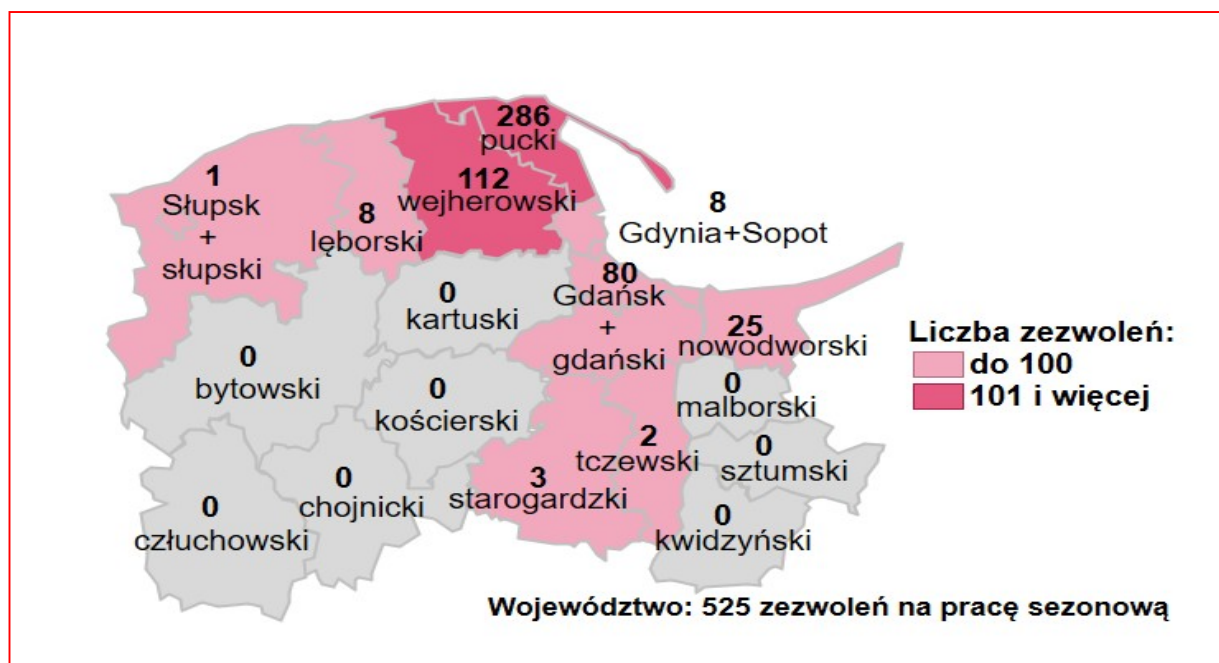 286
pucki
112
wejherowski
1
Słupsk
+
słupski
8
lęborski
8
Gdynia+Sopot
0
kartuski
80
Gdańsk
+
gdański
25
nowodworski
Liczba zezwoleń:
do 100
101 i więcej
0
bytowski
0
kościerski
0
malborski
2
tczewski
0
sztumski
3
starogardzki
0
chojnicki
0
człuchowski
0
kwidzyński
Województwo: 525 zezwoleń na pracę sezonową